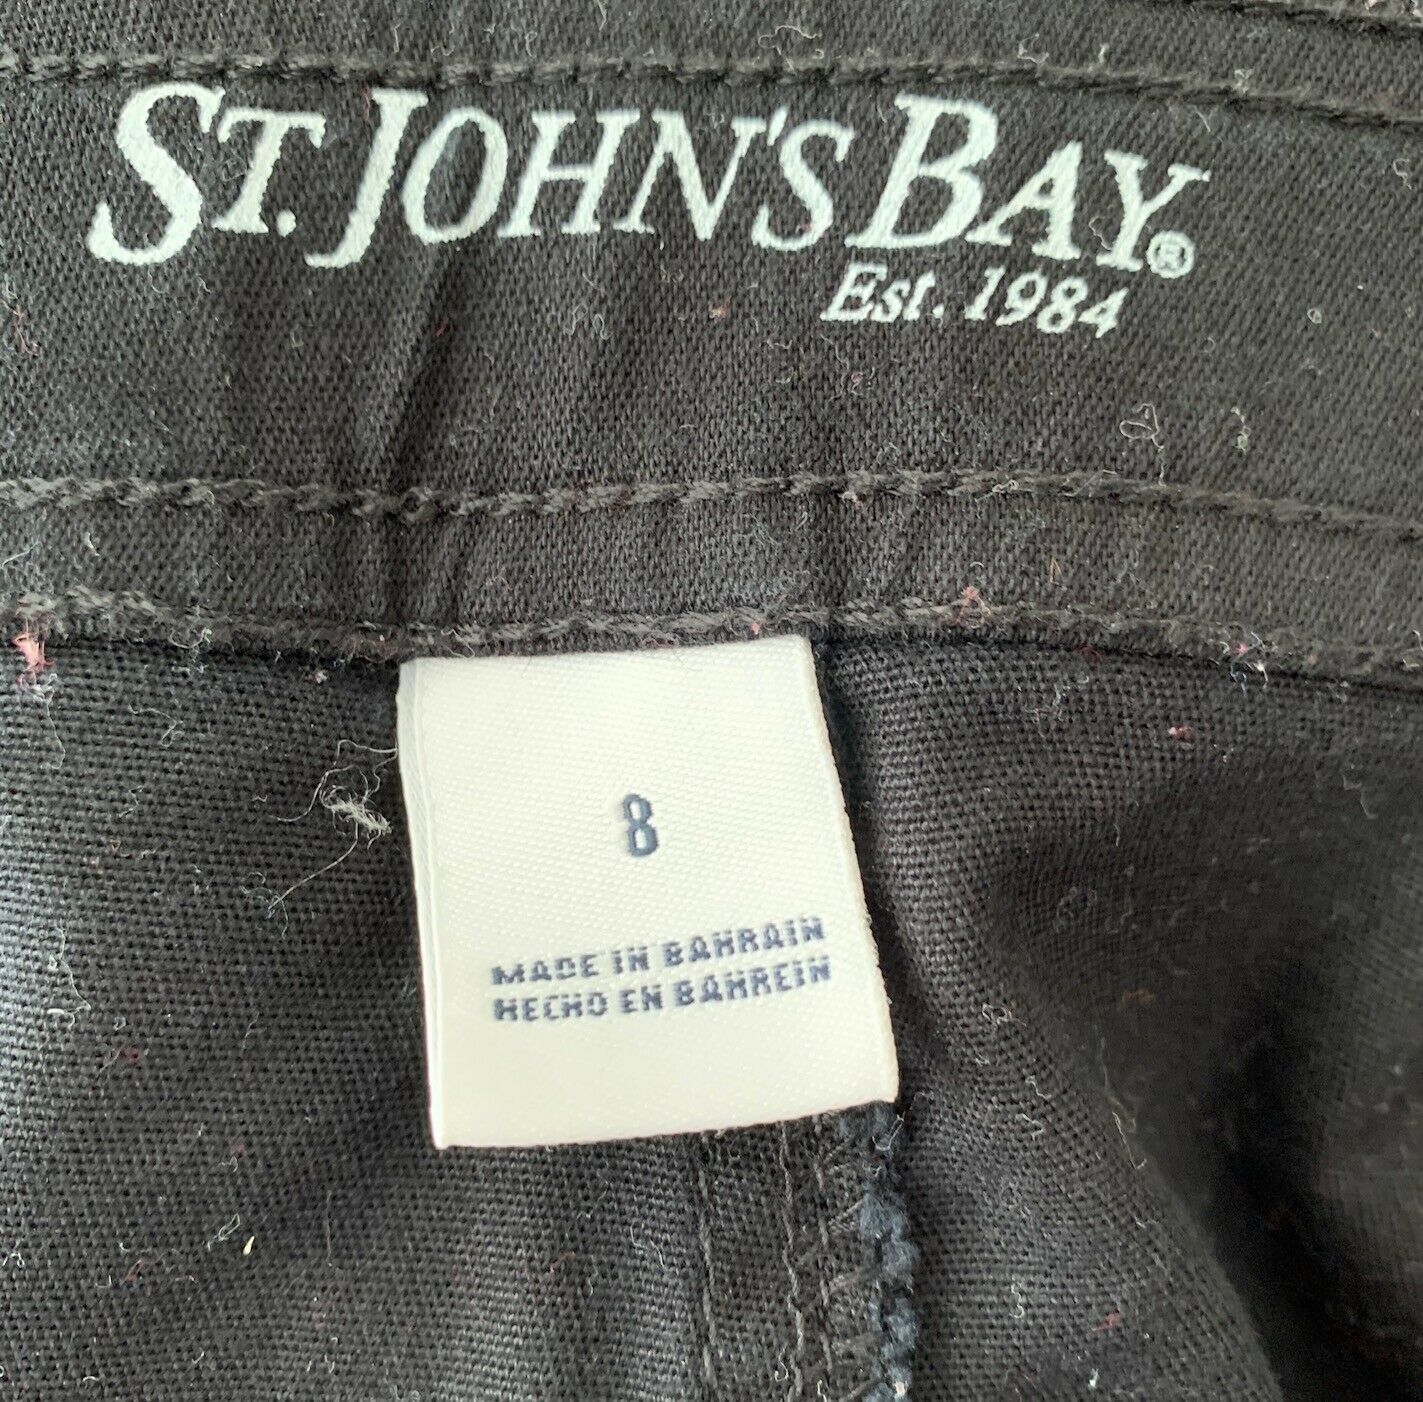 ST. JOHN'S BAY®
Est. 1984
8
MADE IN BAHRAIN
HECHO EN BAHREIN